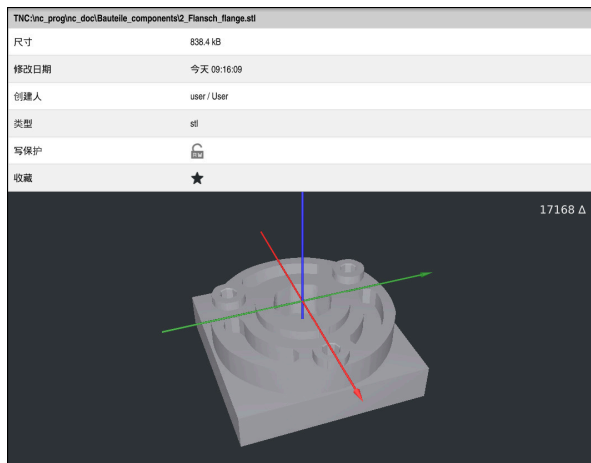 TNC:\nc_prog\nc_doc\Bauteile_components\2_Flansch_flange.stl
尺寸 838.4 kB
修改日期 今天 09:16:09
创建人 user / User
类型 stl
写保护
收藏
17168 Δ